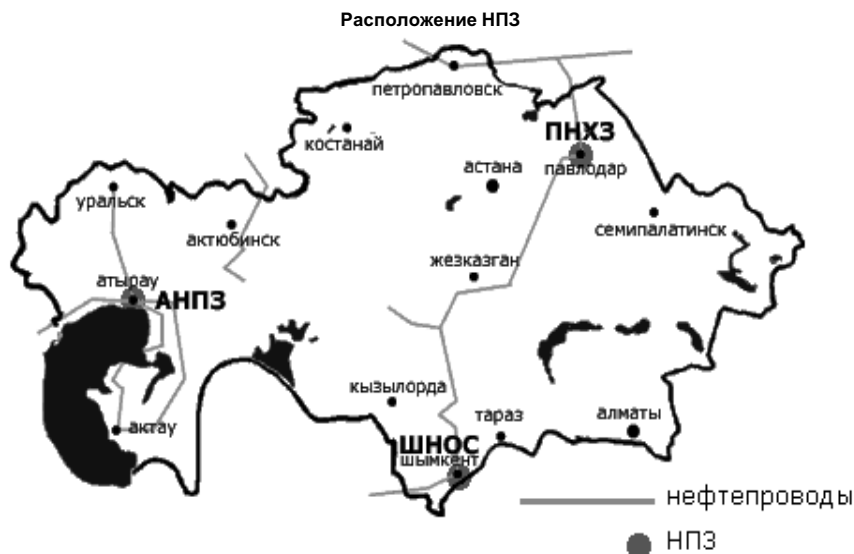 Расположение НПЗ
петропавловск
ПНХЗ
костанай
павлодар
астана
уральск
семипалатинск
актюбинск
жезказган
атырау
АНПЗ
кызылорда
тараз
алматы
актау
ШНОС
шымкент
нефтепроводы
НПЗ